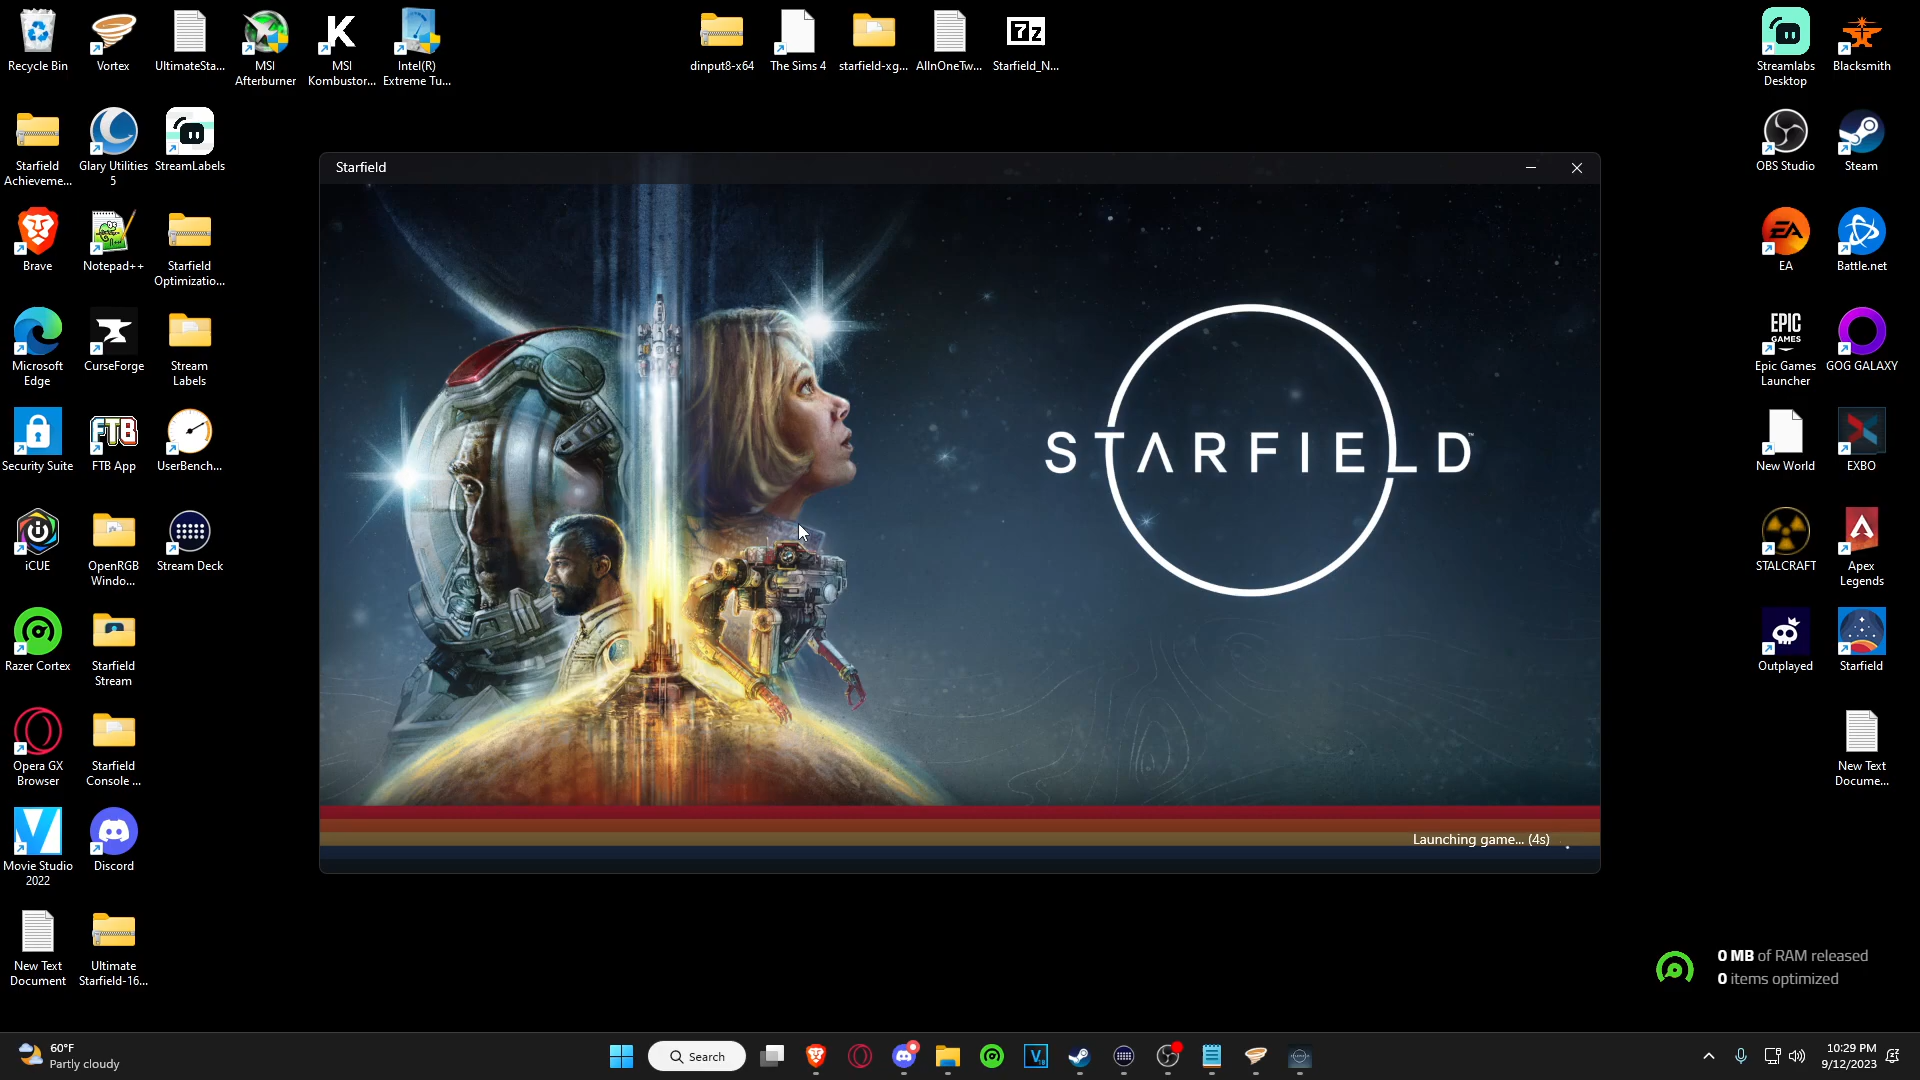 Recycle Bin
Vortex
UltimateSta...
MSI
Afterburner
MSI
Kombustor...
Intel(R)
Extreme Tu...
dinput8-x64
The Sims 4
starfield-xg...
AllnOneTw...
7z
Starfield_N...
Streamlabs
Desktop
Blacksmith
Starfield
Achieveme...
Glary Utilities
5
StreamLabels
OBS Studio
Steam
Starfield
Brave
Notepad++
Starfield
Optimizatio...
EA
EA
Battle.net
STARFIELD
Microsoft
Edge
CurseForge
Stream
Labels
EPIC
GAMES
Epic Games
Launcher
GOG GALAXY
Security Suite
FTB
FTB App
UserBench...
New World
EXBO
iCUE
OpenRGB
Windo...
Stream Deck
STALCRAFT
Apex
Legends
Razer Cortex
Starfield
Stream
Outplayed
Starfield
Opera GX
Browser
Starfield
Console ...
New Text
Docume...
Launching game... (4s)
Movie Studio
2022
Discord
New Text
Document
Ultimate
Starfield-16...
0 MB of RAM released
0 items optimized
60°F
Partly cloudy
Search
10:29 PM
9/12/2023